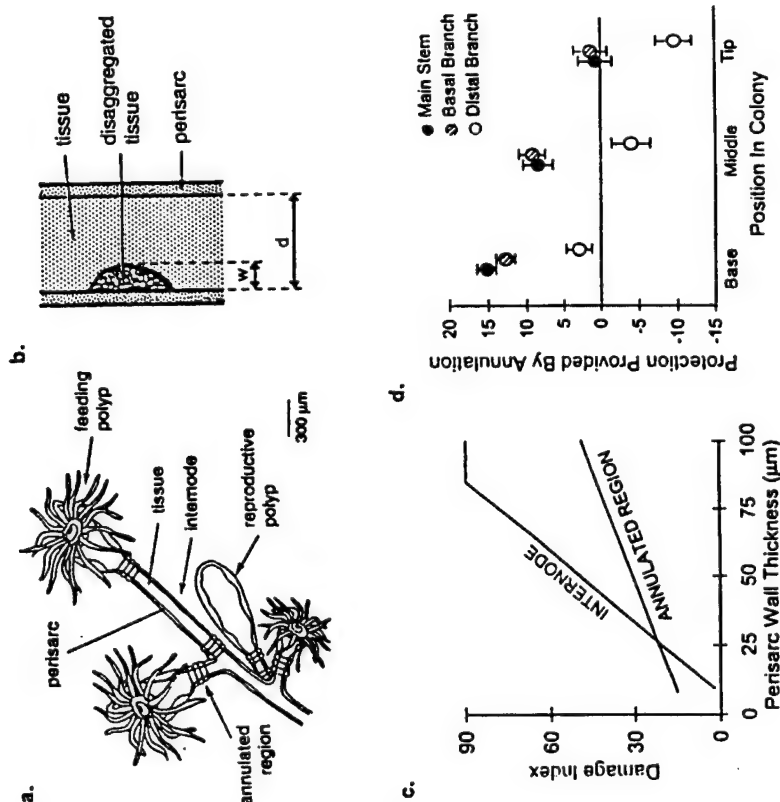 a.
feeding
polyp
perisarc
tissue
internode
reproductive
polyp
annulated
region
300 µm
b.
tissue
disaggregated
tissue
perisarc
w
d
c.
Damage Index
90
60
30
0
INTERNODE
ANNULATED REGION
0 25 50 75 100
Perisarc Wall Thickness (µm)
d.
Protection Provided By Annulation
20
15
10
5
0
-5
-10
-15
Main Stem
Basal Branch
Distal Branch
Base Middle Tip
Position In Colony